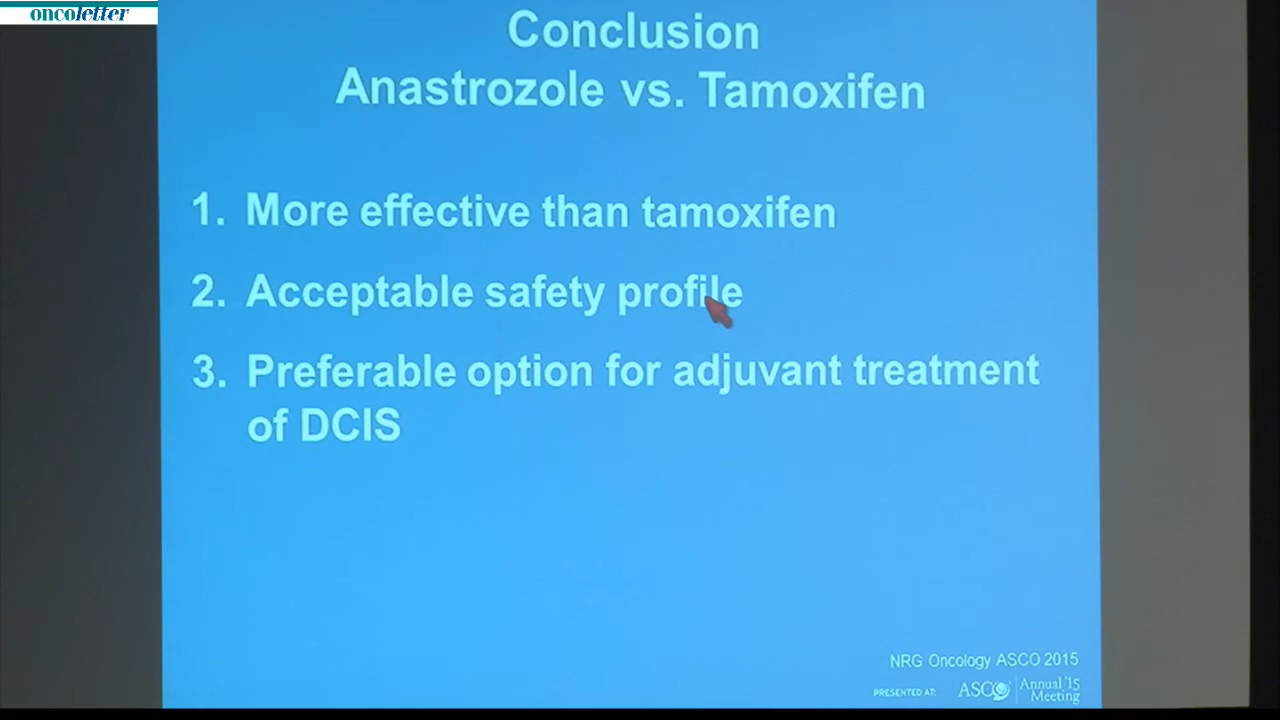 oncoletter
Conclusion
Anastrozole vs. Tamoxifen
1. More effective than tamoxifen
2. Acceptable safety profile
3. Preferable option for adjuvant treatment
of DCIS
NRG Oncology ASCO 2015
PRESENTED AT: ASCO Annual '15
Meeting